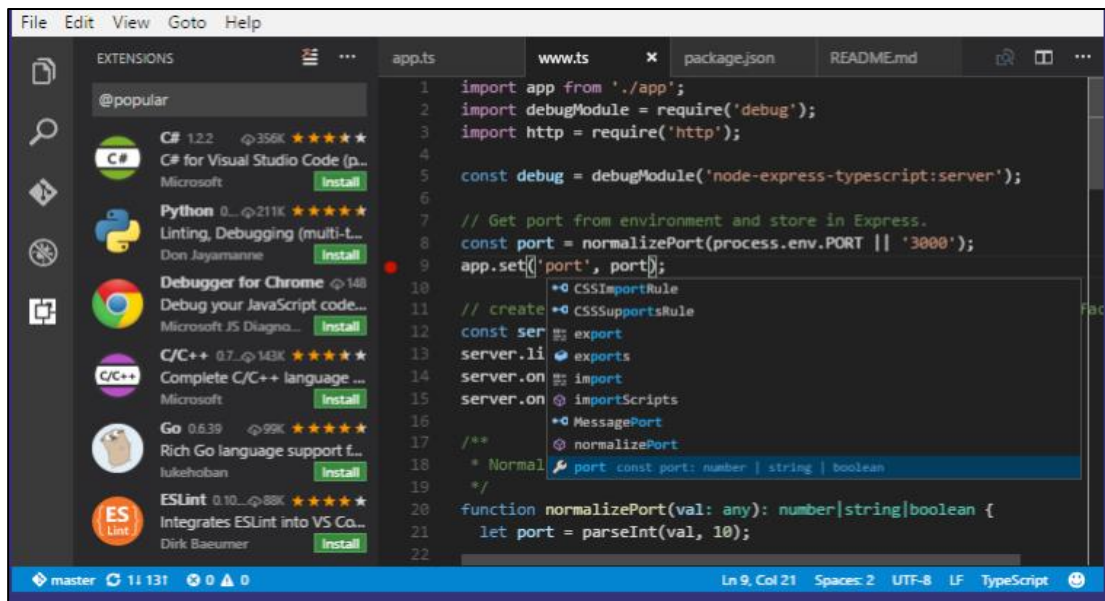 File Edit View Goto Help
EXTENSIONS
@popular
C# 1.2.2 356K
C# for Visual Studio Code (p...
Microsoft Install
Python 0... 211K
Linting, Debugging (multi-t...
Don Jayamanne Install
Debugger for Chrome 148
Debug your JavaScript code...
Microsoft JS Diagno... Install
C/C++ 0.7... 143K
C/C++
Complete C/C++ language ...
Microsoft Install
Go 0.6.39 99K
Rich Go language support f...
lukehoban Install
ESLint 0.10... 88K
ES
Lint
Integrates ESLint into VS Co...
Dirk Baeumer Install
app.ts www.ts × package.json README.md
1 import app from './app';
2 import debugModule = require('debug');
3 import http = require('http');
4
5 const debug = debugModule('node-express-typescript:server');
6
7 // Get port from environment and store in Express.
8 const port = normalizePort(process.env.PORT || '3000');
9 app.set('port', port);
10
11 // create
12 const ser
13 server.li
14 server.on
15 server.on
16
17 /**
18 * Normal
19 */
20 function normalizePort(val: any): number|string|boolean {
21 let port = parseInt(val, 10);
22
CSSImportRule
CSSSupportsRule
export
exports
import
importScripts
MessagePort
normalizePort
port const port: number | string | boolean
master 1↓ 13↑ 0 0 Ln 9, Col 21 Spaces: 2 UTF-8 LF TypeScript